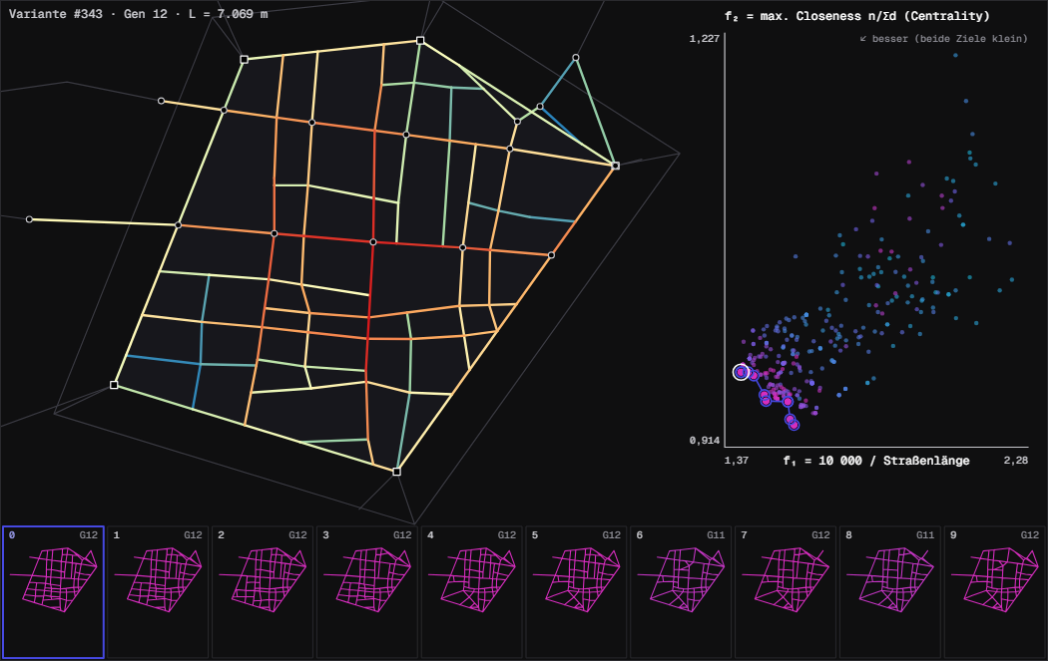 Variante #343 · Gen 12 · L = 7.069 m
f₂ = max. Closeness n/Σd (Centrality)
1,227
↙ besser (beide Ziele klein)
0,914
1,37
f₁ = 10 000 / Straßenlänge
2,28
0 G12
1 G12
2 G12
3 G12
4 G12
5 G12
6 G11
7 G12
8 G11
9 G12